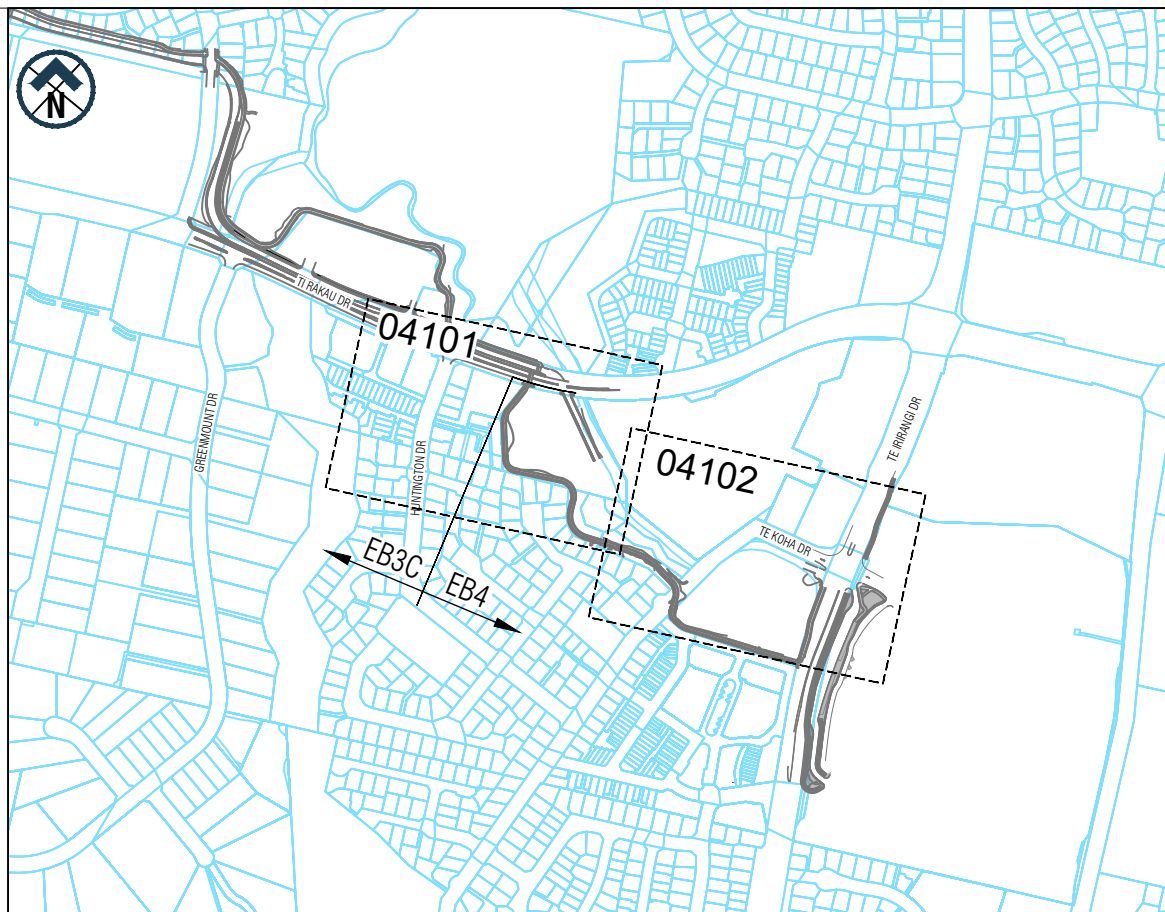 N
TI RAKAU DR
04101
GREENMOUNT DR
HUNTINGTON DR
TE IRIRANGI DR
04102
TE KOHA DR
EB3C
EB4